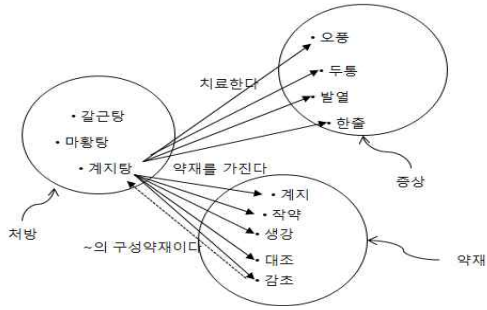 • 오풍
• 두통
• 발열
• 한출
치료한다
• 갈근탕
• 마황탕
• 계지탕
약재를 가진다
증상
• 계지
• 작약
• 생강
• 대조
• 감조
처방
~의 구성약재이다
약재